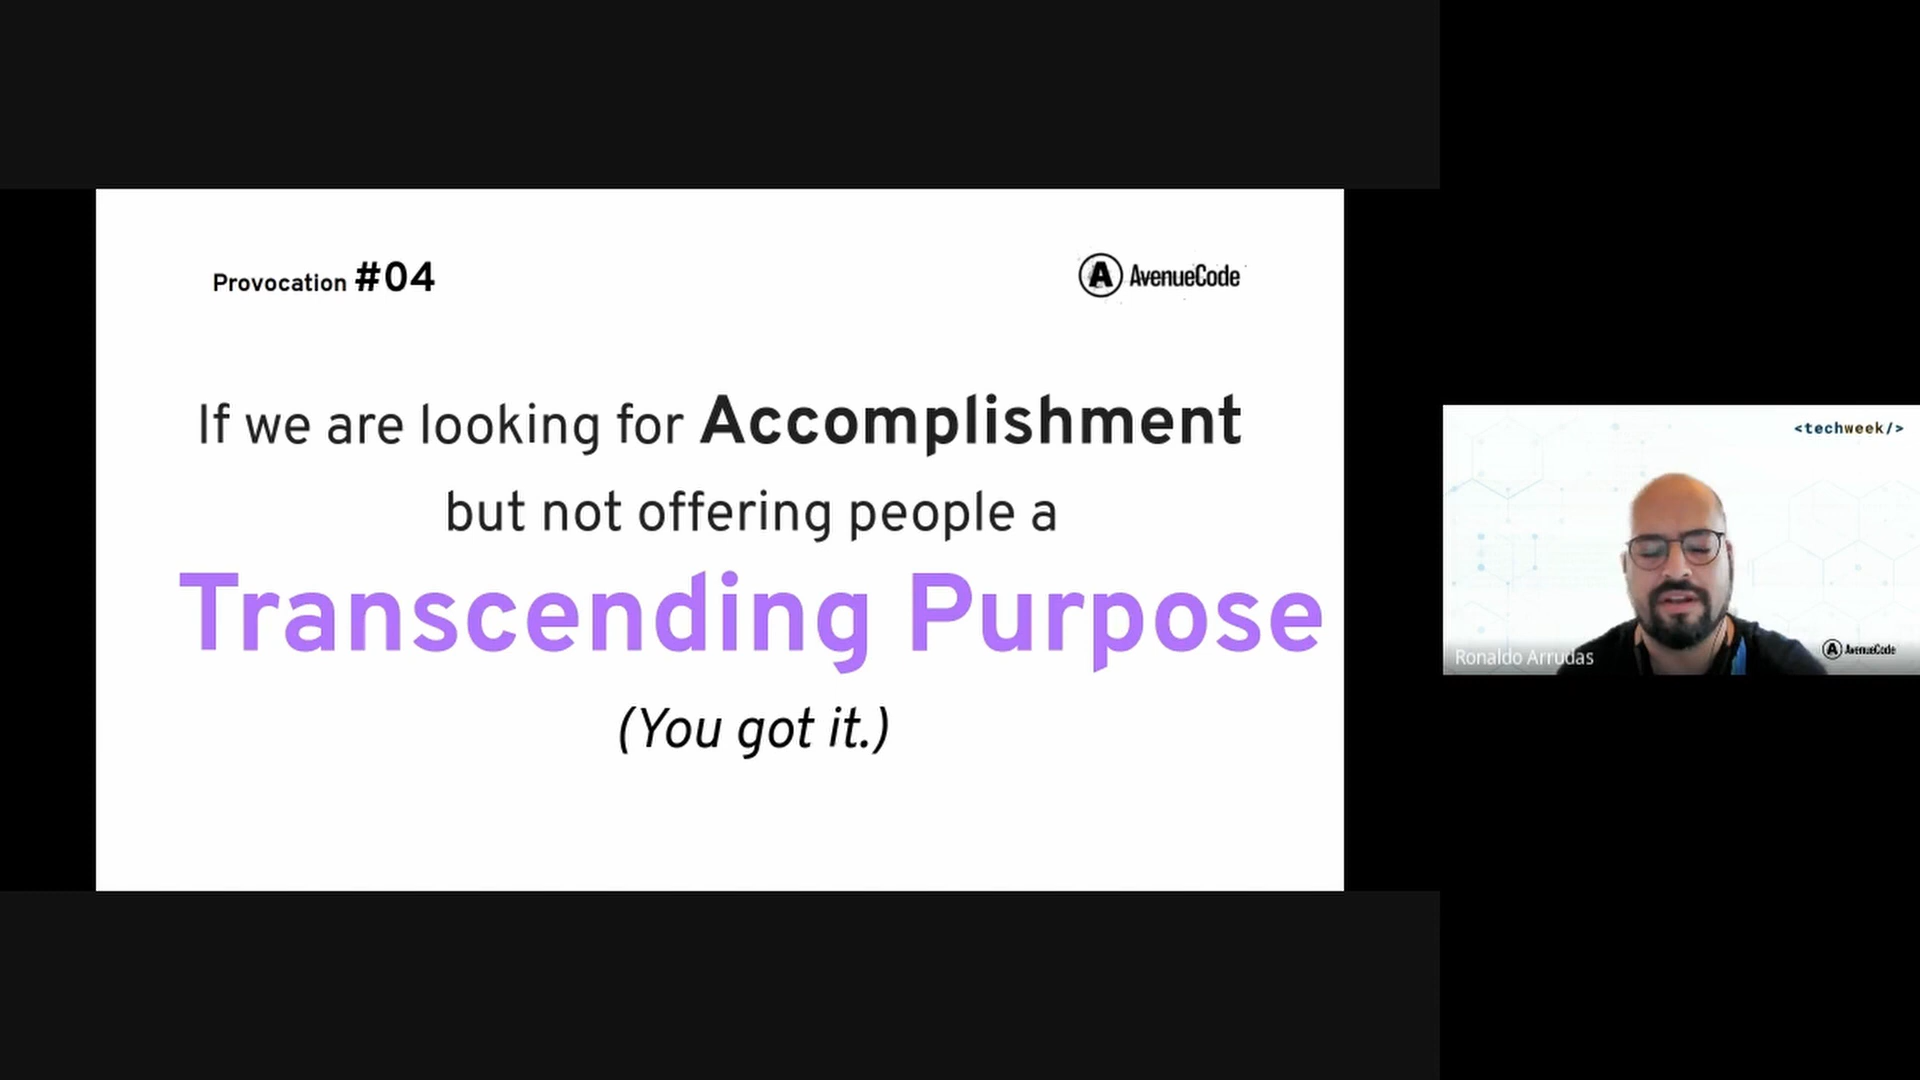 Provocation #04
AvenueCode
If we are looking for Accomplishment
but not offering people a
Transcending Purpose
(You got it.)
<techweek/>
Ronaldo Arrudas
AvenueCode